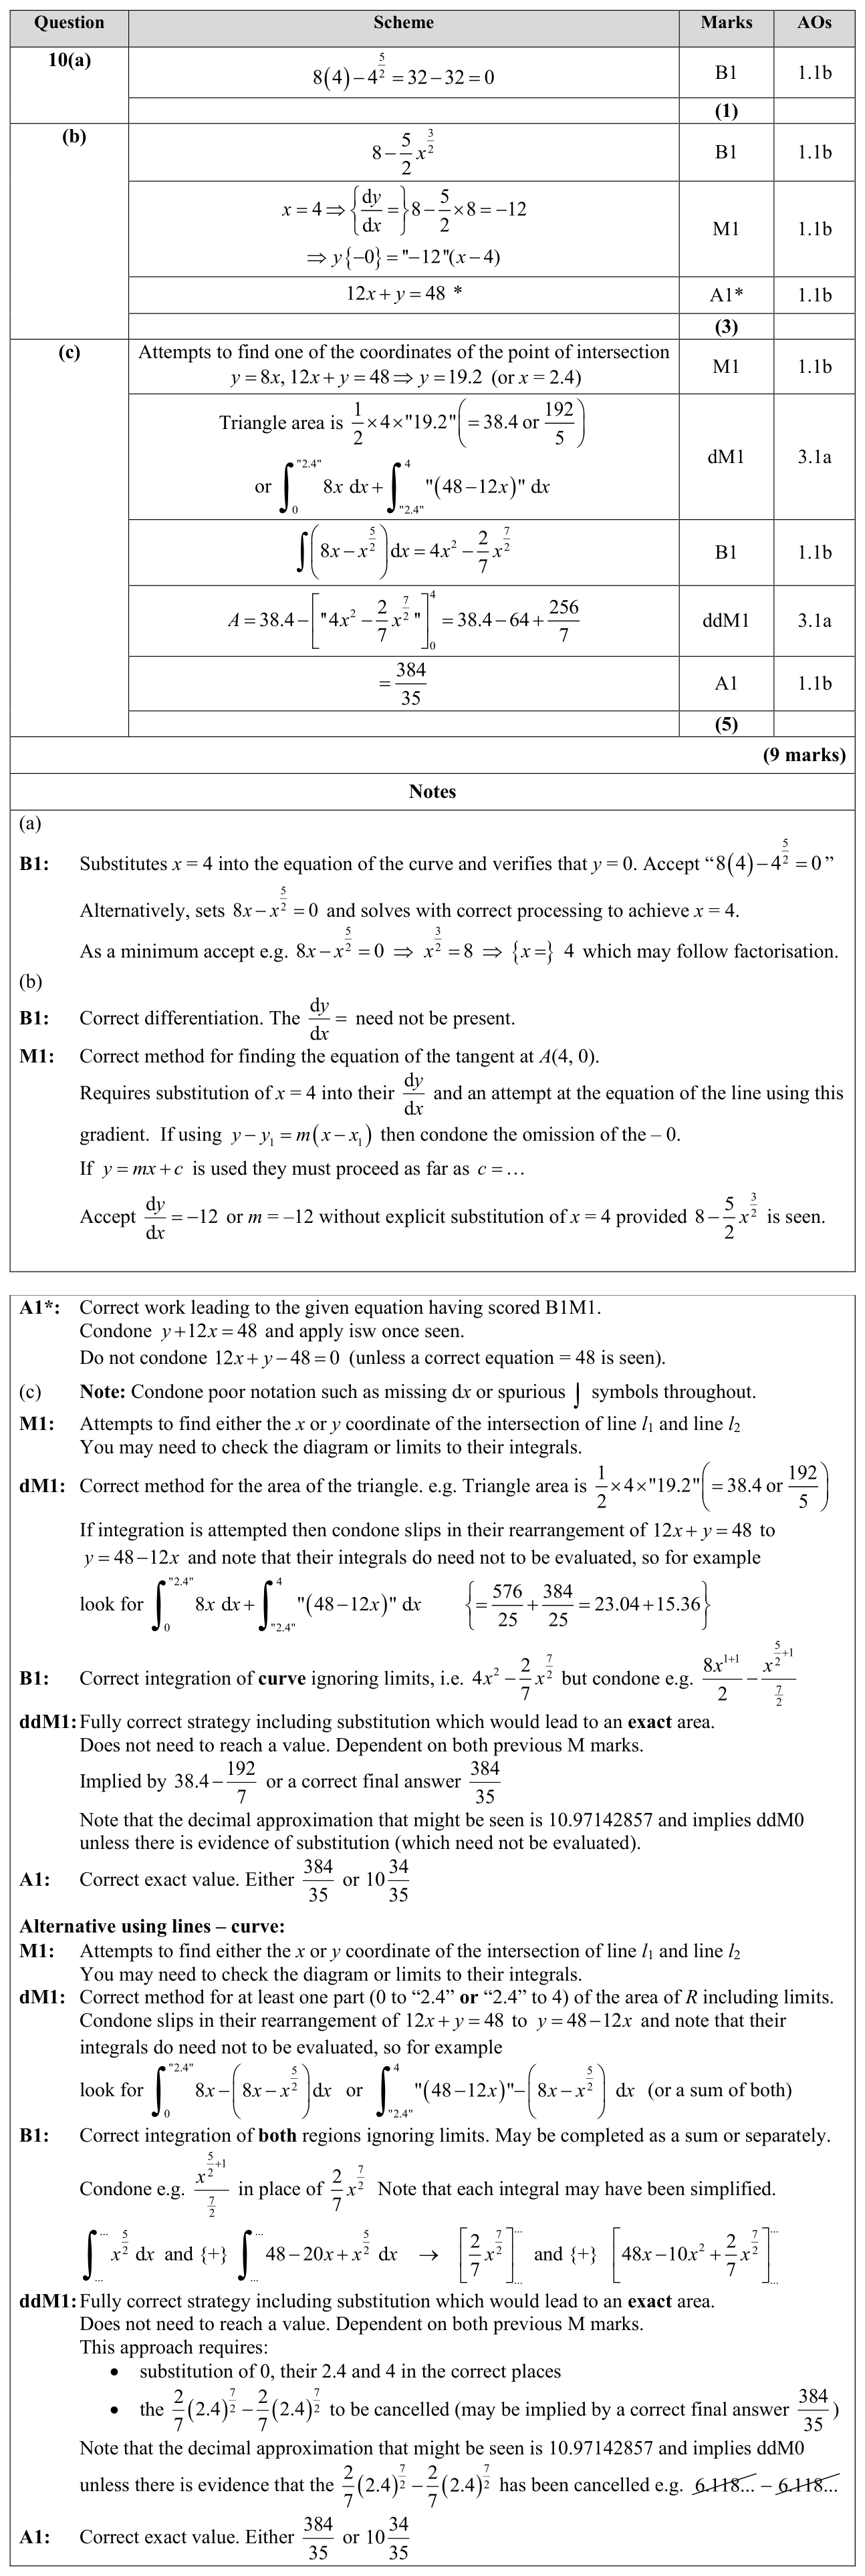 Question Scheme Marks AOs
10(a) 8(4) − 4^{5/2} = 32 − 32 = 0 B1 1.1b
(1)
(b) 8 − 5/2 x^{3/2} B1 1.1b
x = 4 ⇒ {dy/dx =} 8 − 5/2 × 8 = −12
⇒ y{−0} = "−12"(x − 4) M1 1.1b
12x + y = 48 * A1* 1.1b
(3)
(c) Attempts to find one of the coordinates of the point of intersection
y = 8x, 12x + y = 48 ⇒ y = 19.2 (or x = 2.4) M1 1.1b
Triangle area is 1/2 × 4 × "19.2" (= 38.4 or 192/5)
or ∫_0^{"2.4"} 8x dx + ∫_{"2.4"}^4 "(48 − 12x)" dx dM1 3.1a
∫(8x − x^{5/2}) dx = 4x² − 2/7 x^{7/2} B1 1.1b
A = 38.4 − ["4x² − 2/7 x^{7/2}"]_0^4 = 38.4 − 64 + 256/7 ddM1 3.1a
= 384/35 A1 1.1b
(5)
(9 marks)
Notes
(a)
B1: Substitutes x = 4 into the equation of the curve and verifies that y = 0. Accept “8(4) − 4^{5/2} = 0”
Alternatively, sets 8x − x^{5/2} = 0 and solves with correct processing to achieve x = 4.
As a minimum accept e.g. 8x − x^{5/2} = 0 ⇒ x^{3/2} = 8 ⇒ {x =} 4 which may follow factorisation.
(b)
B1: Correct differentiation. The dy/dx = need not be present.
M1: Correct method for finding the equation of the tangent at A(4, 0).
Requires substitution of x = 4 into their dy/dx and an attempt at the equation of the line using this
gradient. If using y − y₁ = m(x − x₁) then condone the omission of the – 0.
If y = mx + c is used they must proceed as far as c = …
Accept dy/dx = −12 or m = –12 without explicit substitution of x = 4 provided 8 − 5/2 x^{3/2} is seen.
A1*: Correct work leading to the given equation having scored B1M1.
Condone y + 12x = 48 and apply isw once seen.
Do not condone 12x + y − 48 = 0 (unless a correct equation = 48 is seen).
(c) Note: Condone poor notation such as missing dx or spurious ∫ symbols throughout.
M1: Attempts to find either the x or y coordinate of the intersection of line l₁ and line l₂
You may need to check the diagram or limits to their integrals.
dM1: Correct method for the area of the triangle. e.g. Triangle area is 1/2 × 4 × "19.2" (= 38.4 or 192/5)
If integration is attempted then condone slips in their rearrangement of 12x + y = 48 to
y = 48 − 12x and note that their integrals do need not to be evaluated, so for example
look for ∫_0^{"2.4"} 8x dx + ∫_{"2.4"}^4 "(48 − 12x)" dx {= 576/25 + 384/25 = 23.04 + 15.36}
B1: Correct integration of curve ignoring limits, i.e. 4x² − 2/7 x^{7/2} but condone e.g. 8x^{1+1}/2 − x^{5/2+1}/(7/2)
ddM1: Fully correct strategy including substitution which would lead to an exact area.
Does not need to reach a value. Dependent on both previous M marks.
Implied by 38.4 − 192/7 or a correct final answer 384/35
Note that the decimal approximation that might be seen is 10.97142857 and implies ddM0
unless there is evidence of substitution (which need not be evaluated).
A1: Correct exact value. Either 384/35 or 10 34/35
Alternative using lines – curve:
M1: Attempts to find either the x or y coordinate of the intersection of line l₁ and line l₂
You may need to check the diagram or limits to their integrals.
dM1: Correct method for at least one part (0 to “2.4” or “2.4” to 4) of the area of R including limits.
Condone slips in their rearrangement of 12x + y = 48 to y = 48 − 12x and note that their
integrals do need not to be evaluated, so for example
look for ∫_0^{"2.4"} 8x − (8x − x^{5/2}) dx or ∫_{"2.4"}^4 "(48 − 12x)" − (8x − x^{5/2}) dx (or a sum of both)
B1: Correct integration of both regions ignoring limits. May be completed as a sum or separately.
Condone e.g. x^{5/2+1}/(7/2) in place of 2/7 x^{7/2} Note that each integral may have been simplified.
∫_{...}^{...} x^{5/2} dx and {+} ∫_{...}^{...} 48 − 20x + x^{5/2} dx → [2/7 x^{7/2}]_{...}^{...} and {+} [48x − 10x² + 2/7 x^{7/2}]_{...}^{...}
ddM1: Fully correct strategy including substitution which would lead to an exact area.
Does not need to reach a value. Dependent on both previous M marks.
This approach requires:
• substitution of 0, their 2.4 and 4 in the correct places
• the 2/7 (2.4)^{7/2} − 2/7 (2.4)^{7/2} to be cancelled (may be implied by a correct final answer 384/35)
Note that the decimal approximation that might be seen is 10.97142857 and implies ddM0
unless there is evidence that the 2/7 (2.4)^{7/2} − 2/7 (2.4)^{7/2} has been cancelled e.g. 6.118... − 6.118...
A1: Correct exact value. Either 384/35 or 10 34/35